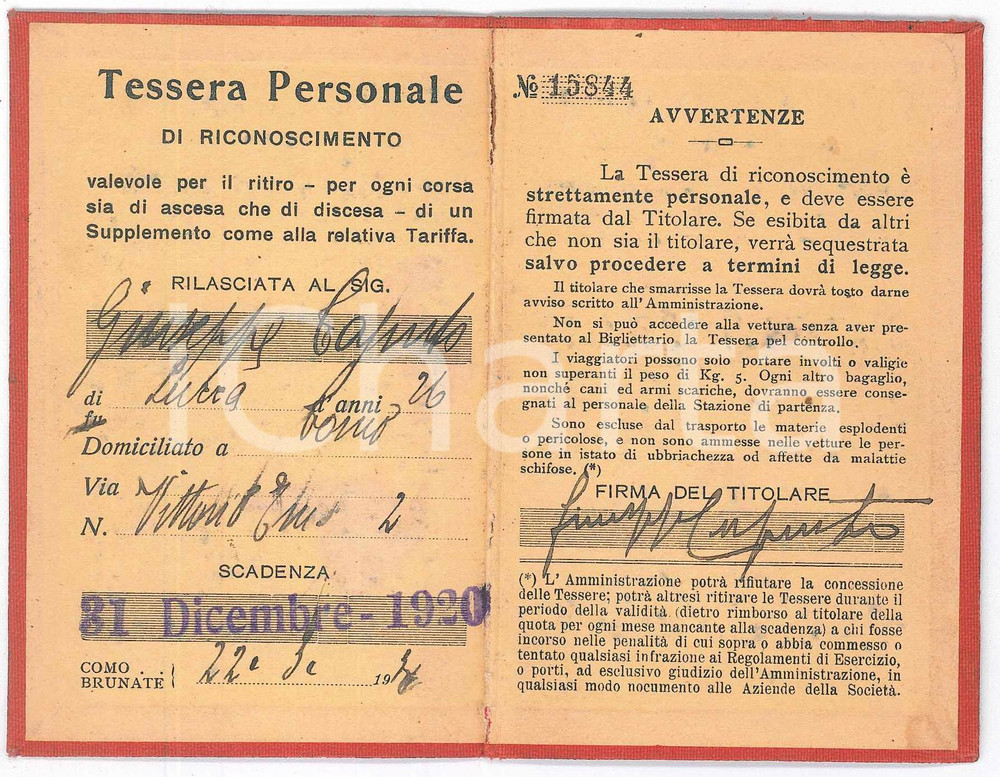 Tessera Personale
DI RICONOSCIMENTO
valevole per il ritiro - per ogni corsa
sia di ascesa che di discesa - di un
Supplemento come alla relativa Tariffa.
RILASCIATA AL SIG.
Giuseppe Caputo
di Lucca d'anni 26
fu
Domiciliato a Como
Via Vittorio Em.
N. 2
SCADENZA
31 Dicembre - 1920
COMO
BRUNATE 22 192
№ 15844
AVVERTENZE
La Tessera di riconoscimento è
strettamente personale, e deve essere
firmata dal Titolare. Se esibita da altri
che non sia il titolare, verrà sequestrata
salvo procedere a termini di legge.
Il titolare che smarrisse la Tessera dovrà tosto darne
avviso scritto all'Amministrazione.
Non si può accedere alla vettura senza aver pre-
sentato al Bigliettario la Tessera pel controllo.
I viaggiatori possono solo portare involti o valigie
non superanti il peso di Kg. 5. Ogni altro bagaglio,
nonché cani ed armi scariche, dovranno essere conse-
gnati al personale della Stazione di partenza.
Sono escluse dal trasporto le materie esplodenti
o pericolose, e non sono ammesse nelle vetture le per-
sone in istato di ubbriachezza od affette da malattie
schifose. (*)
FIRMA DEL TITOLARE
Giuseppe Caputo
(*) L'Amministrazione potrà rifiutare la concessione
delle Tessere; potrà altresì ritirare le Tessere durante il
periodo della validità (dietro rimborso al titolare della
quota per ogni mese mancante alla scadenza) a chi fosse
incorso nelle penalità di cui sopra o abbia commesso o
tentato qualsiasi infrazione ai Regolamenti di Esercizio,
o porti, ad esclusivo giudizio dell'Amministrazione, in
qualsiasi modo nocumento alle Aziende della Società.